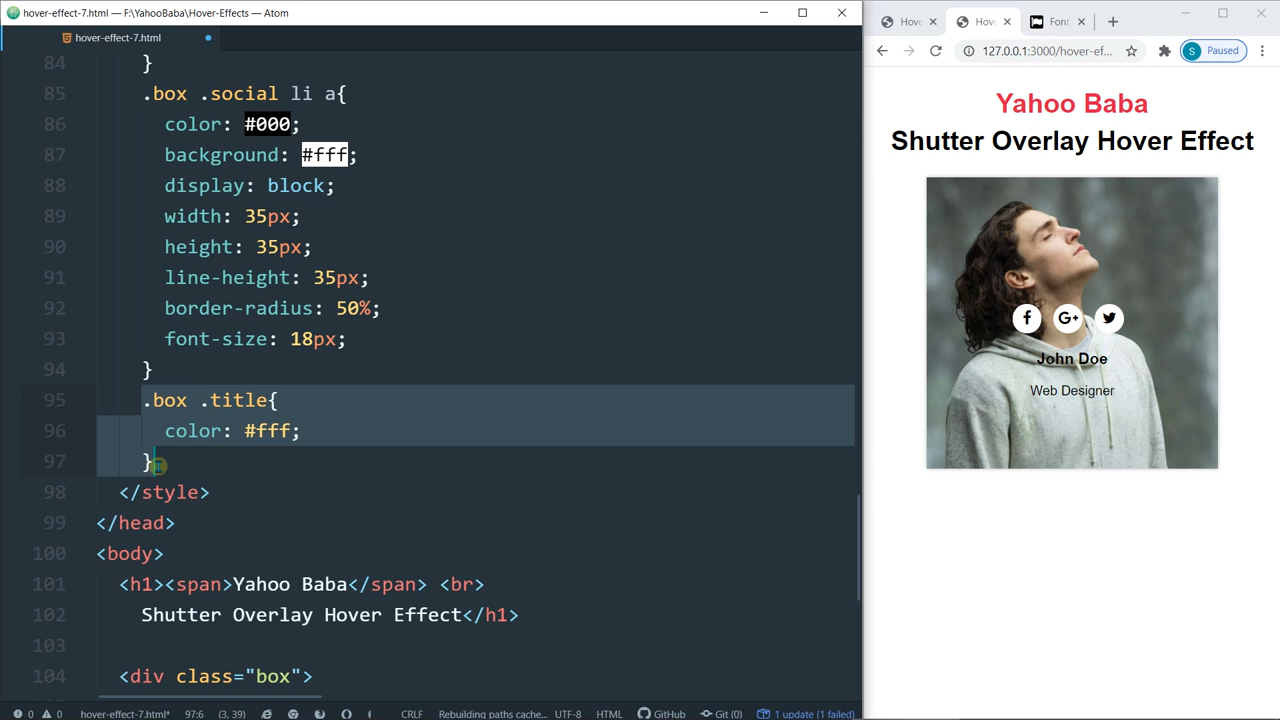 hover-effect-7.html — F:\YahooBaba\Hover-Effects — Atom
hover-effect-7.html
84 }
85 .box .social li a{
86 color: #000;
87 background: #fff;
88 display: block;
89 width: 35px;
90 height: 35px;
91 line-height: 35px;
92 border-radius: 50%;
93 font-size: 18px;
94 }
95 .box .title{
96 color: #fff;
97 }
98 </style>
99 </head>
100 <body>
101 <h1><span>Yahoo Baba</span> <br>
102 Shutter Overlay Hover Effect</h1>
103
104 <div class="box">
0 0 hover-effect-7.html* 97:6 (3, 39) CRLF Rebuilding paths cache... UTF-8 HTML GitHub Git (0) 1 update (1 failed)
Hove Hov Font
127.0.0.1:3000/hover-ef... S Paused
Yahoo Baba
Shutter Overlay Hover Effect
f G+
John Doe
Web Designer